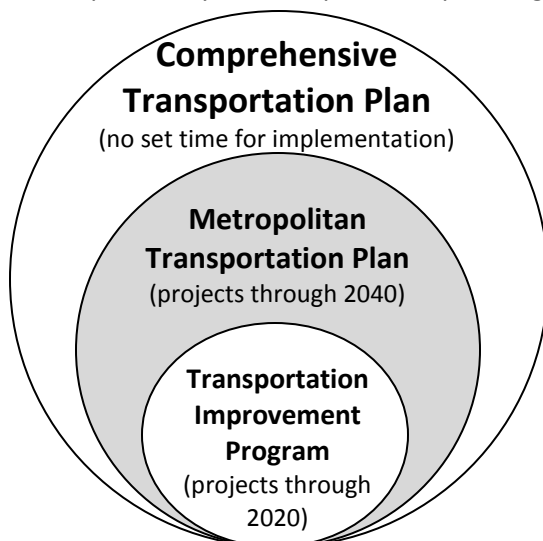 Comprehensive
Transportation Plan
(no set time for implementation)
Metropolitan
Transportation Plan
(projects through 2040)
Transportation
Improvement
Program
(projects through
2020)